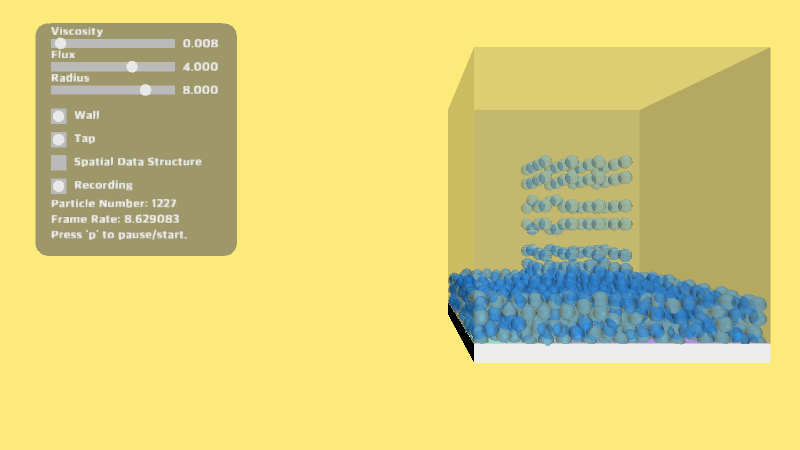 Viscosity
0.008
Flux
4.000
Radius
8.000
Wall
Tap
Spatial Data Structure
Recording
Particle Number: 1227
Frame Rate: 8.629083
Press 'p' to pause/start.